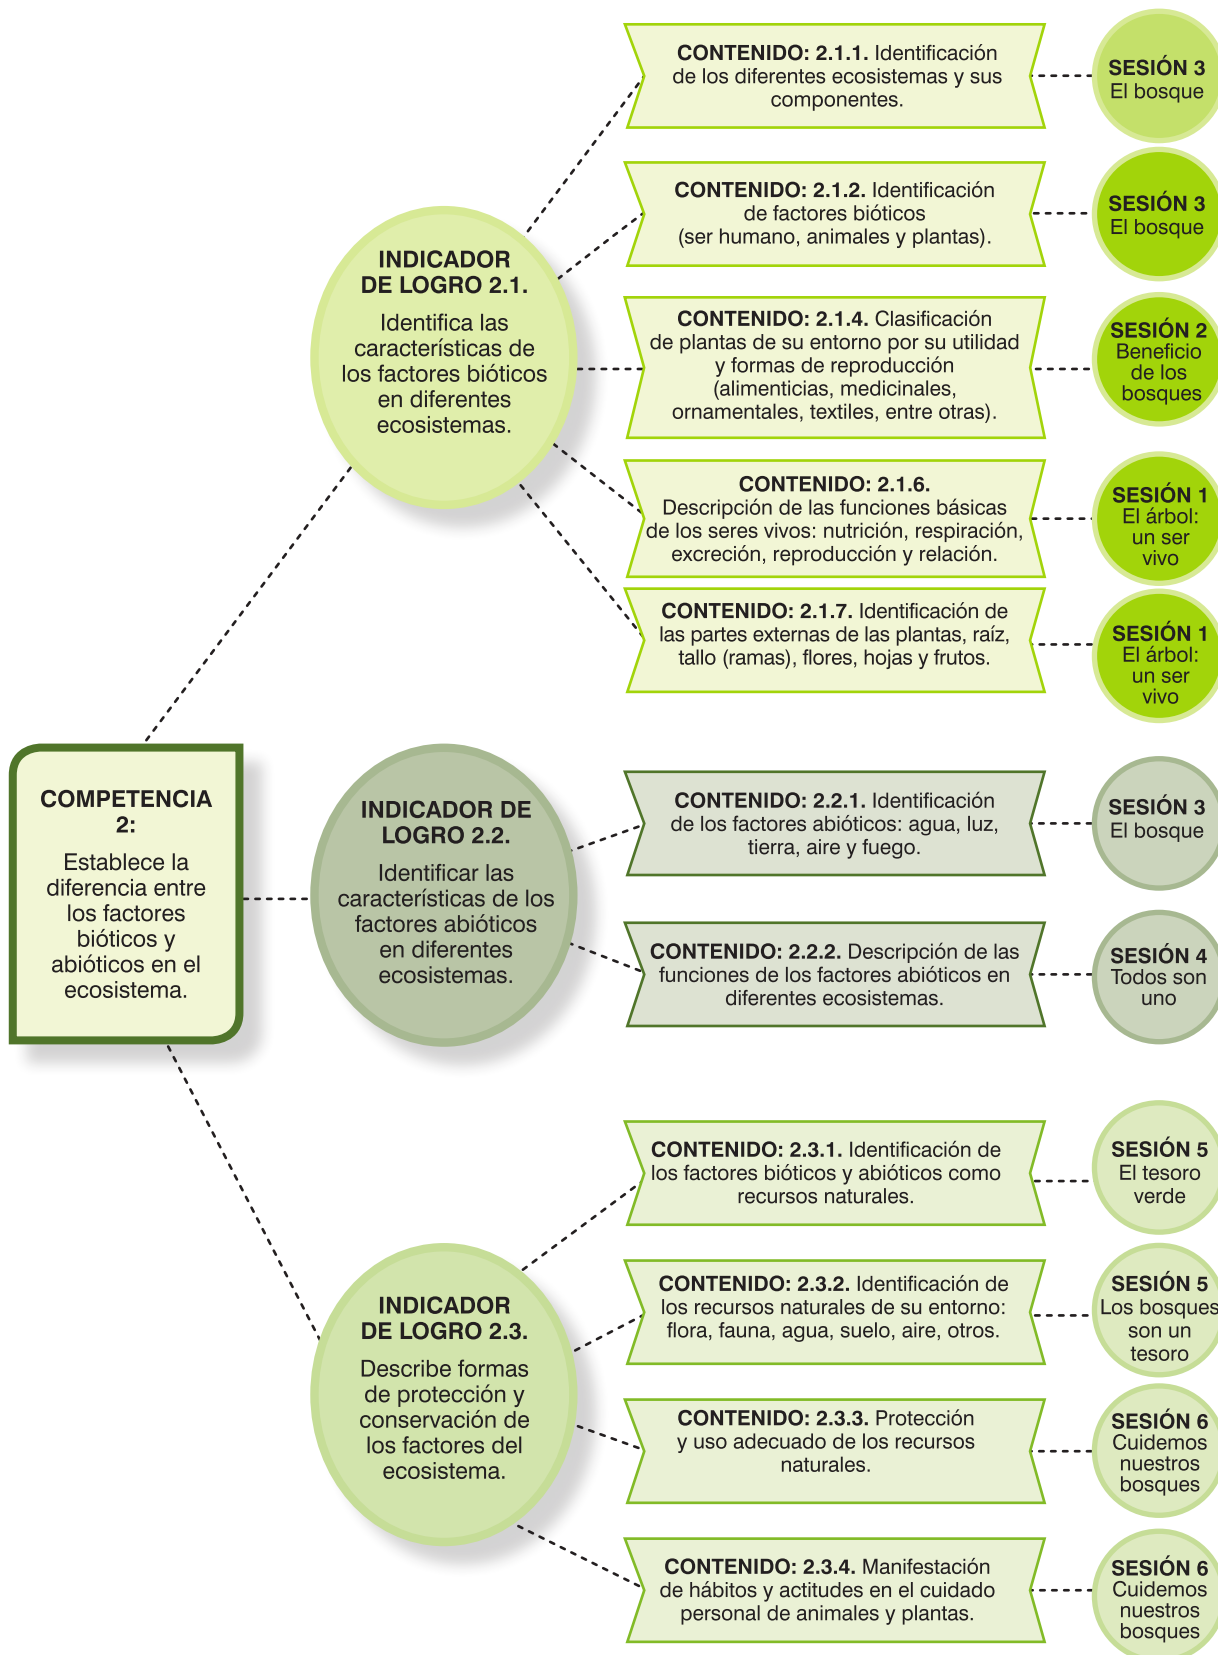 COMPETENCIA
2:
Establece la
diferencia entre
los factores
bióticos y
abióticos en el
ecosistema.
INDICADOR
DE LOGRO 2.1.
Identifica las
características de
los factores bióticos
en diferentes
ecosistemas.
CONTENIDO: 2.1.1. Identificación
de los diferentes ecosistemas y sus
componentes.
SESIÓN 3
El bosque
CONTENIDO: 2.1.2. Identificación
de factores bióticos
(ser humano, animales y plantas).
SESIÓN 3
El bosque
CONTENIDO: 2.1.4. Clasificación
de plantas de su entorno por su utilidad
y formas de reproducción
(alimenticias, medicinales,
ornamentales, textiles, entre otras).
SESIÓN 2
Beneficio
de los
bosques
CONTENIDO: 2.1.6.
Descripción de las funciones básicas
de los seres vivos: nutrición, respiración,
excreción, reproducción y relación.
SESIÓN 1
El árbol:
un ser
vivo
CONTENIDO: 2.1.7. Identificación de
las partes externas de las plantas, raíz,
tallo (ramas), flores, hojas y frutos.
SESIÓN 1
El árbol:
un ser
vivo
INDICADOR DE
LOGRO 2.2.
Identificar las
características de los
factores abióticos
en diferentes
ecosistemas.
CONTENIDO: 2.2.1. Identificación
de los factores abióticos: agua, luz,
tierra, aire y fuego.
SESIÓN 3
El bosque
CONTENIDO: 2.2.2. Descripción de las
funciones de los factores abióticos en
diferentes ecosistemas.
SESIÓN 4
Todos son
uno
INDICADOR
DE LOGRO 2.3.
Describe formas
de protección y
conservación de
los factores del
ecosistema.
CONTENIDO: 2.3.1. Identificación de
los factores bióticos y abióticos como
recursos naturales.
SESIÓN 5
El tesoro
verde
CONTENIDO: 2.3.2. Identificación de
los recursos naturales de su entorno:
flora, fauna, agua, suelo, aire, otros.
SESIÓN 5
Los bosques
son un
tesoro
CONTENIDO: 2.3.3. Protección
y uso adecuado de los recursos
naturales.
SESIÓN 6
Cuidemos
nuestros
bosques
CONTENIDO: 2.3.4. Manifestación
de hábitos y actitudes en el cuidado
personal de animales y plantas.
SESIÓN 6
Cuidemos
nuestros
bosques